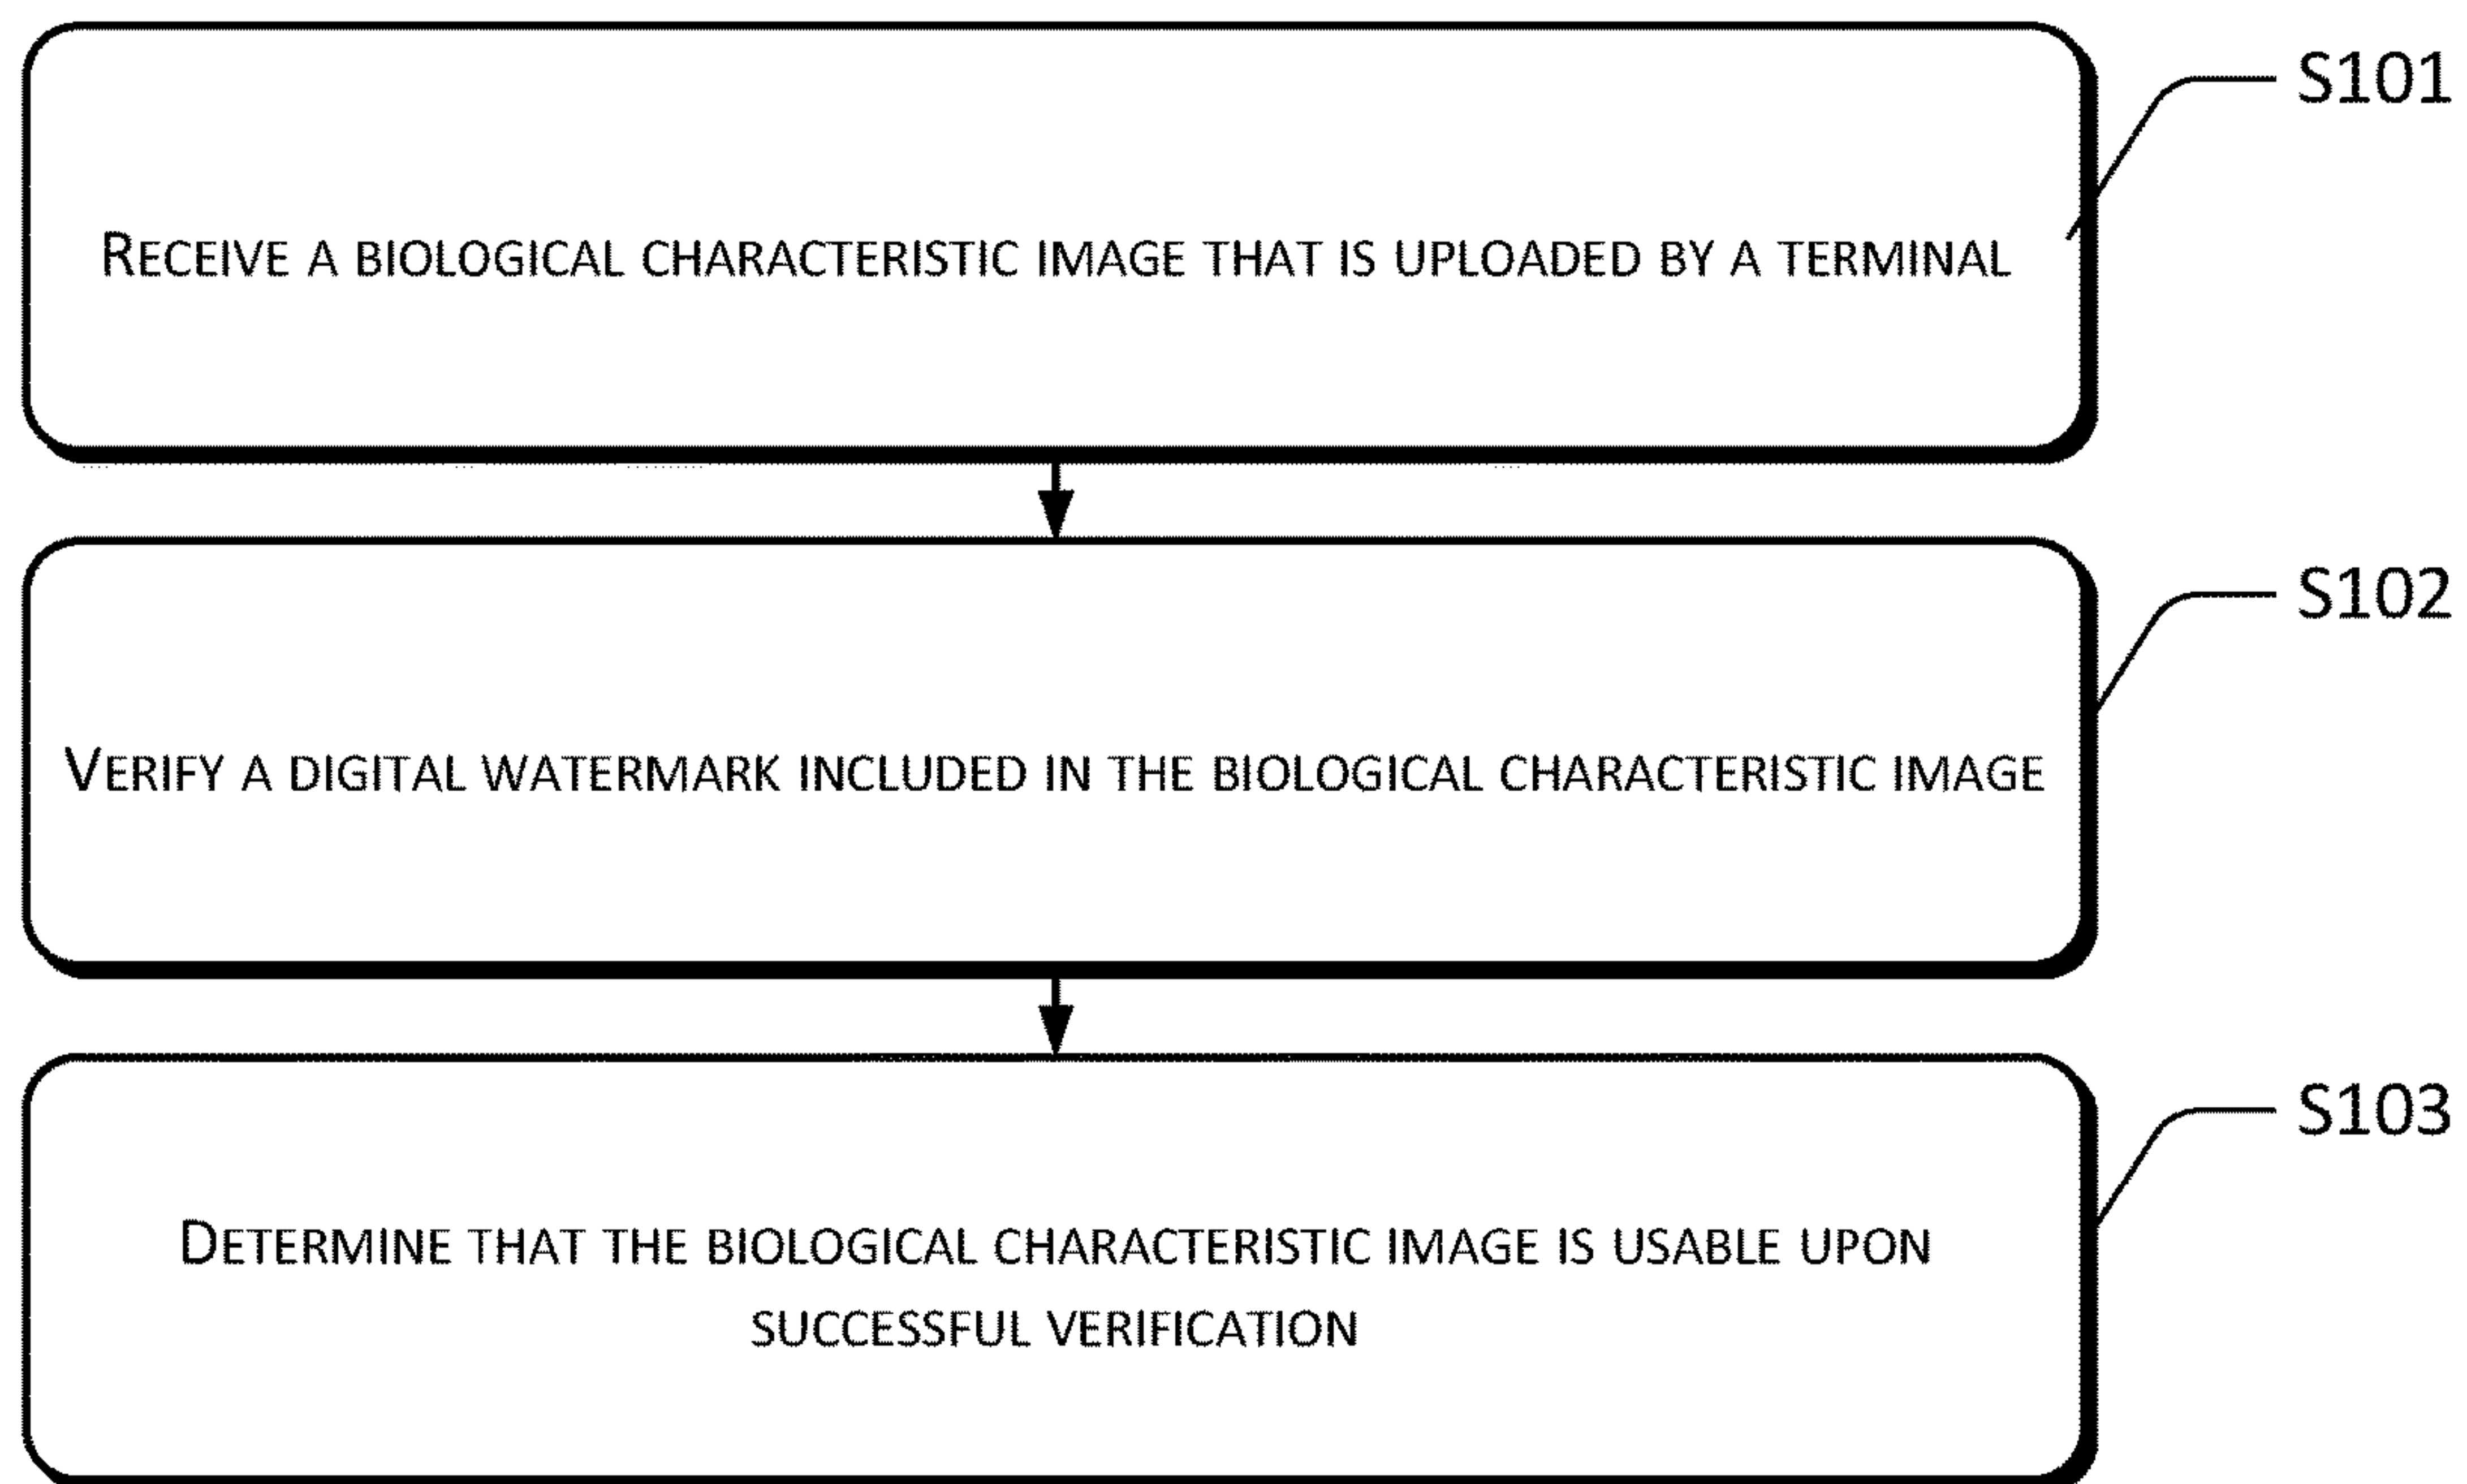 RECEIVE A BIOLOGICAL CHARACTERISTIC IMAGE THAT IS UPLOADED BY A TERMINAL
S101
VERIFY A DIGITAL WATERMARK INCLUDED IN THE BIOLOGICAL CHARACTERISTIC IMAGE
S102
DETERMINE THAT THE BIOLOGICAL CHARACTERISTIC IMAGE IS USABLE UPON
SUCCESSFUL VERIFICATION
S103